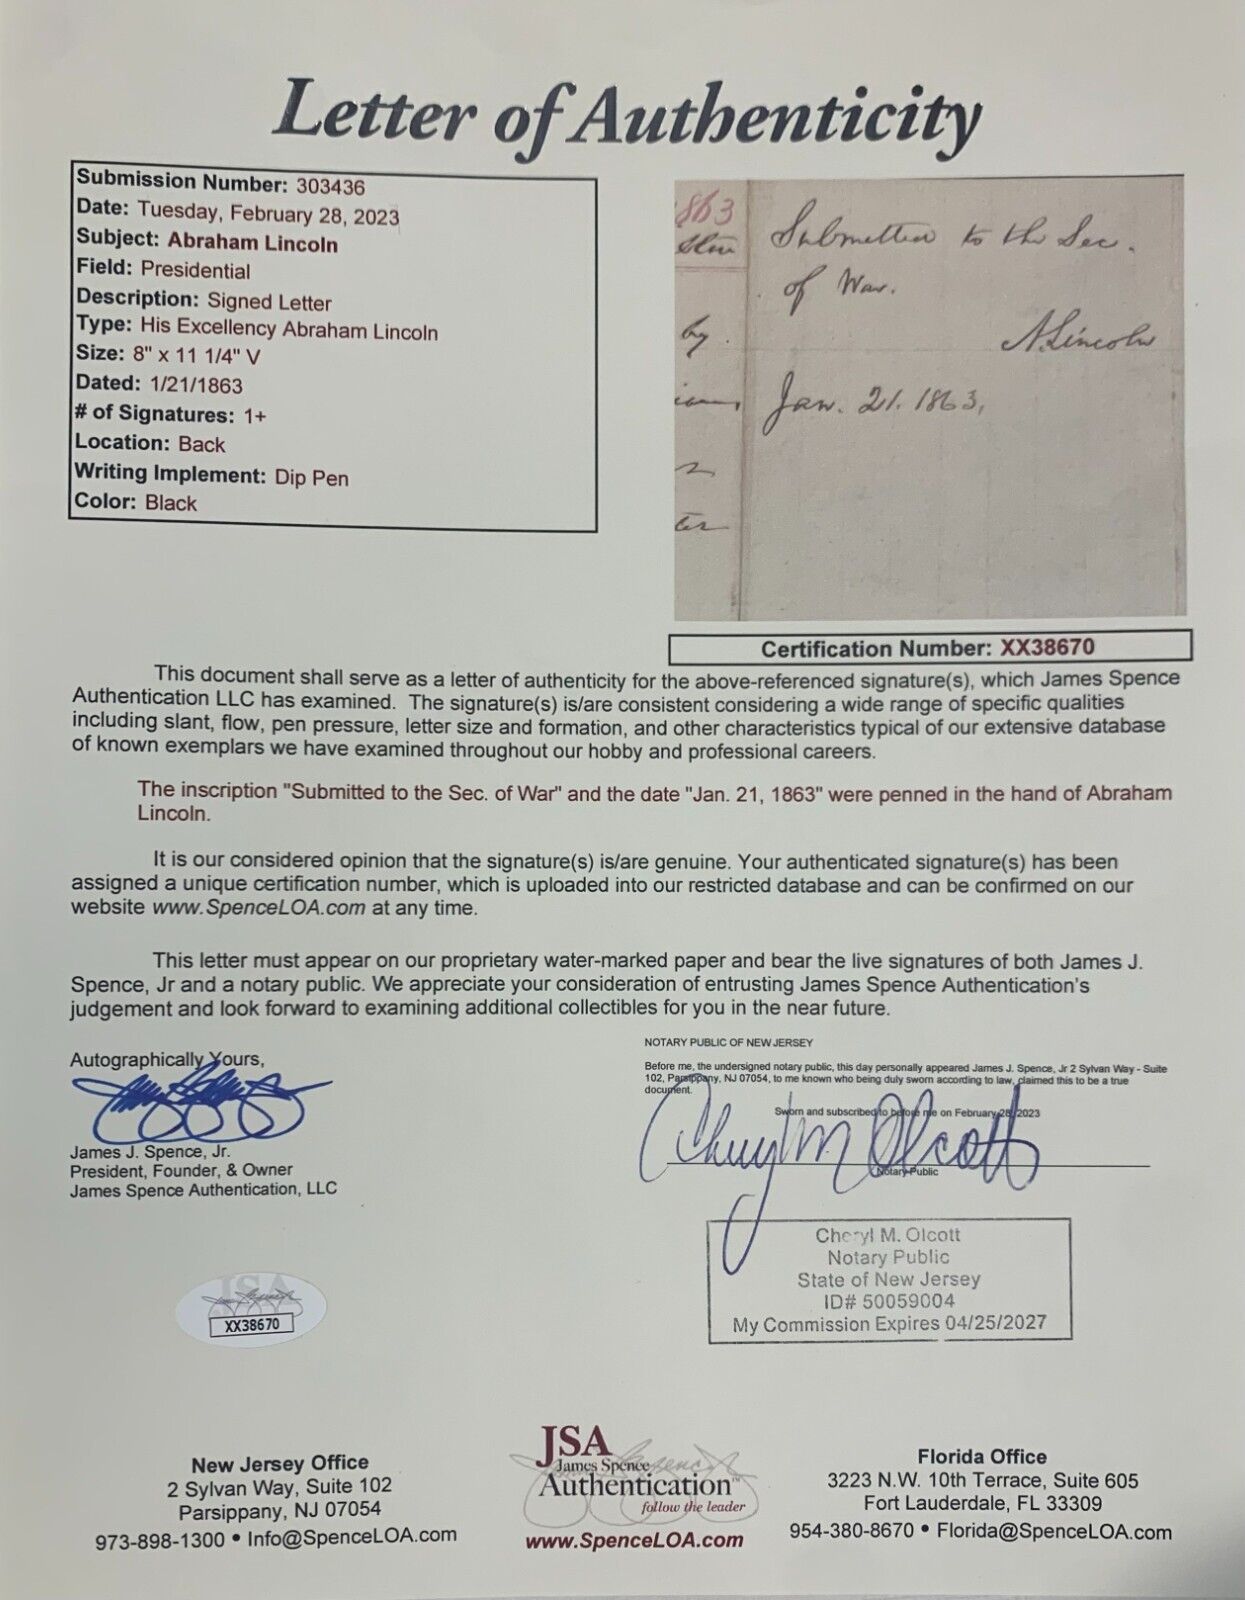 Letter of Authenticity
Submission Number: 303436
Date: Tuesday, February 28, 2023
Subject: Abraham Lincoln
Field: Presidential
Description: Signed Letter
Type: His Excellency Abraham Lincoln
Size: 8" x 11 1/4" V
Dated: 1/21/1863
# of Signatures: 1+
Location: Back
Writing Implement: Dip Pen
Color: Black
1863
by
Submitted to the Sec.
of War.
A. Lincoln
Jan. 21. 1863.
Certification Number: XX38670
This document shall serve as a letter of authenticity for the above-referenced signature(s), which James Spence
Authentication LLC has examined. The signature(s) is/are consistent considering a wide range of specific qualities
including slant, flow, pen pressure, letter size and formation, and other characteristics typical of our extensive database
of known exemplars we have examined throughout our hobby and professional careers.
The inscription "Submitted to the Sec. of War" and the date "Jan. 21, 1863" were penned in the hand of Abraham
Lincoln.
It is our considered opinion that the signature(s) is/are genuine. Your authenticated signature(s) has been
assigned a unique certification number, which is uploaded into our restricted database and can be confirmed on our
website www.SpenceLOA.com at any time.
This letter must appear on our proprietary water-marked paper and bear the live signatures of both James J.
Spence, Jr and a notary public. We appreciate your consideration of entrusting James Spence Authentication's
judgement and look forward to examining additional collectibles for you in the near future.
Autographically Yours,
James J. Spence, Jr.
President, Founder, & Owner
James Spence Authentication, LLC
NOTARY PUBLIC OF NEW JERSEY
Before me, the undersigned notary public, this day personally appeared James J. Spence, Jr 2 Sylvan Way - Suite
102, Parsippany, NJ 07054, to me known who being duly sworn according to law, claimed this to be a true
document.
Sworn and subscribed to before me on February 28, 2023
Cheryl M Olcott
Notary Public
Cheryl M. Olcott
Notary Public
State of New Jersey
ID# 50059004
My Commission Expires 04/25/2027
JSA
XX38670
New Jersey Office
2 Sylvan Way, Suite 102
Parsippany, NJ 07054
973-898-1300 • Info@SpenceLOA.com
JSA
James Spence
Authentication™
follow the leader
www.SpenceLOA.com
Florida Office
3223 N.W. 10th Terrace, Suite 605
Fort Lauderdale, FL 33309
954-380-8670 • Florida@SpenceLOA.com